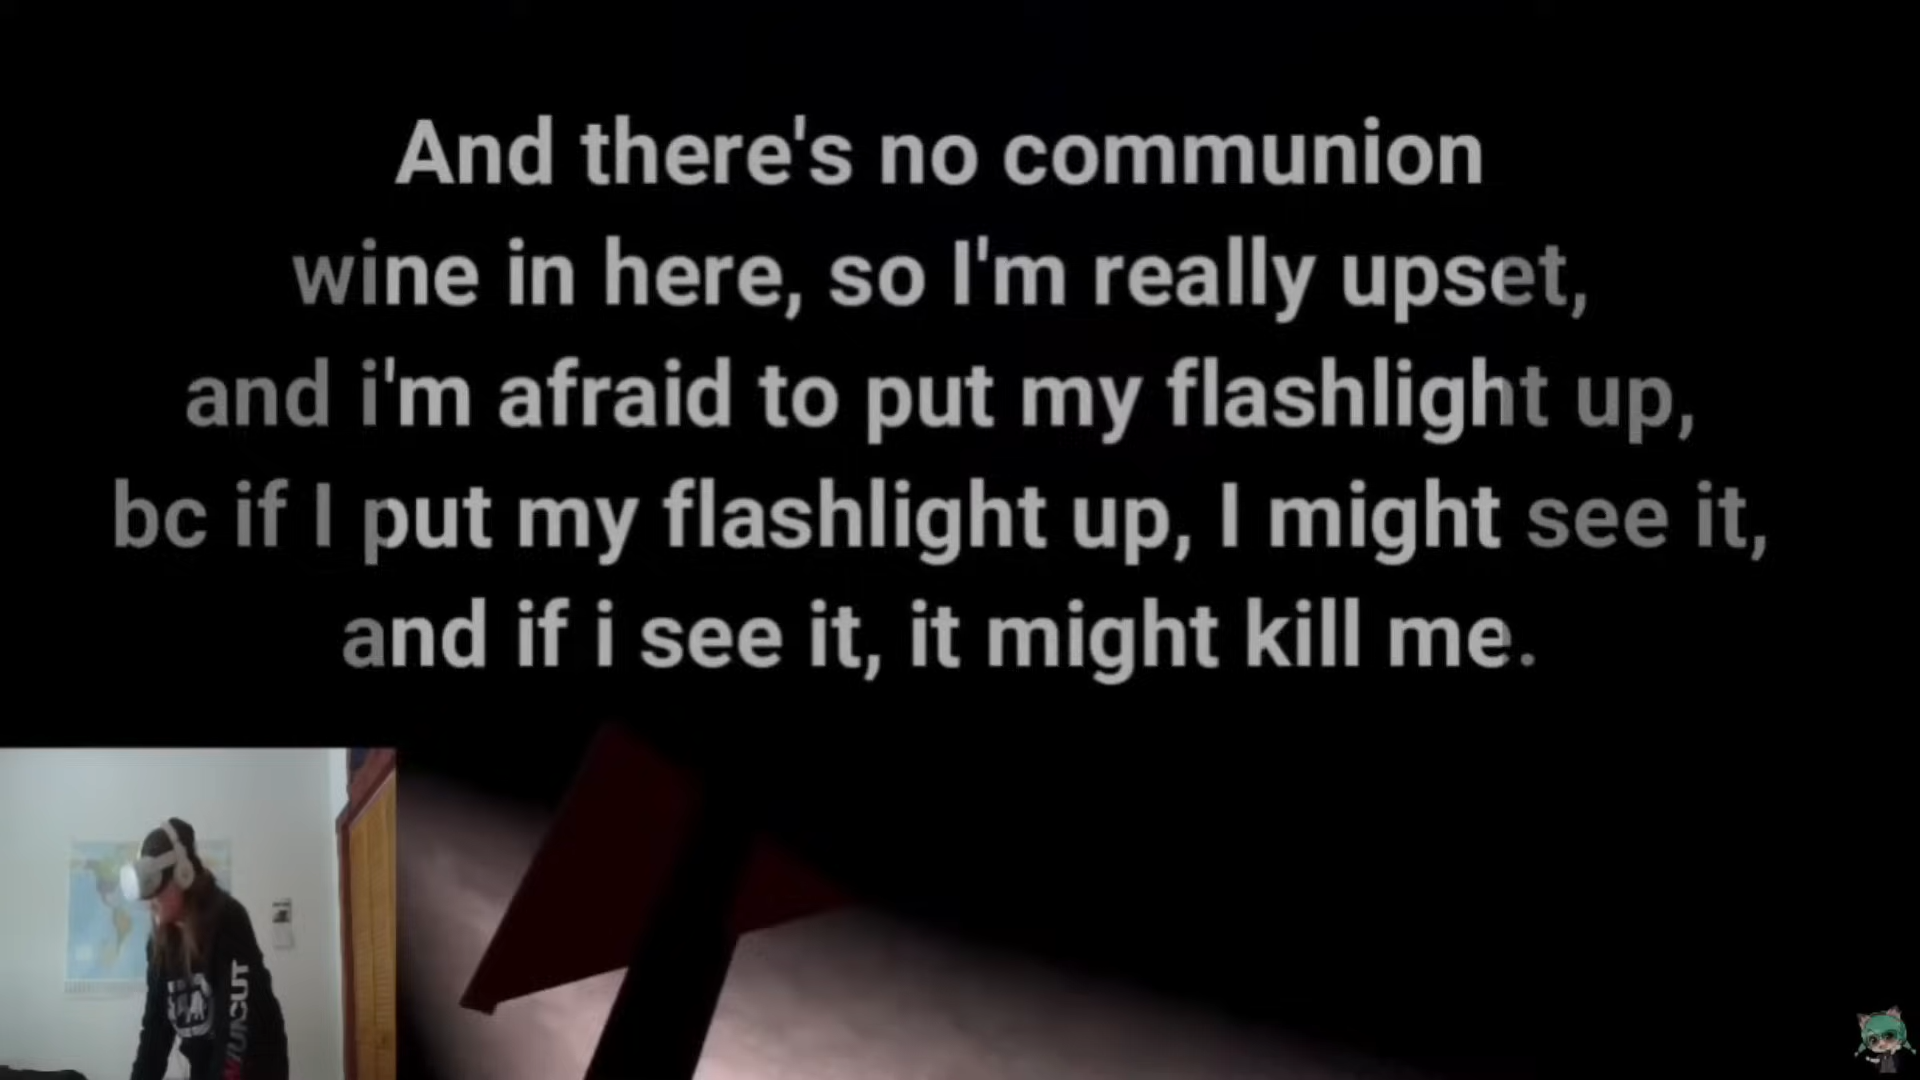 And there's no communion
wine in here, so I'm really upset,
and i'm afraid to put my flashlight up,
bc if I put my flashlight up, I might see it,
and if i see it, it might kill me.